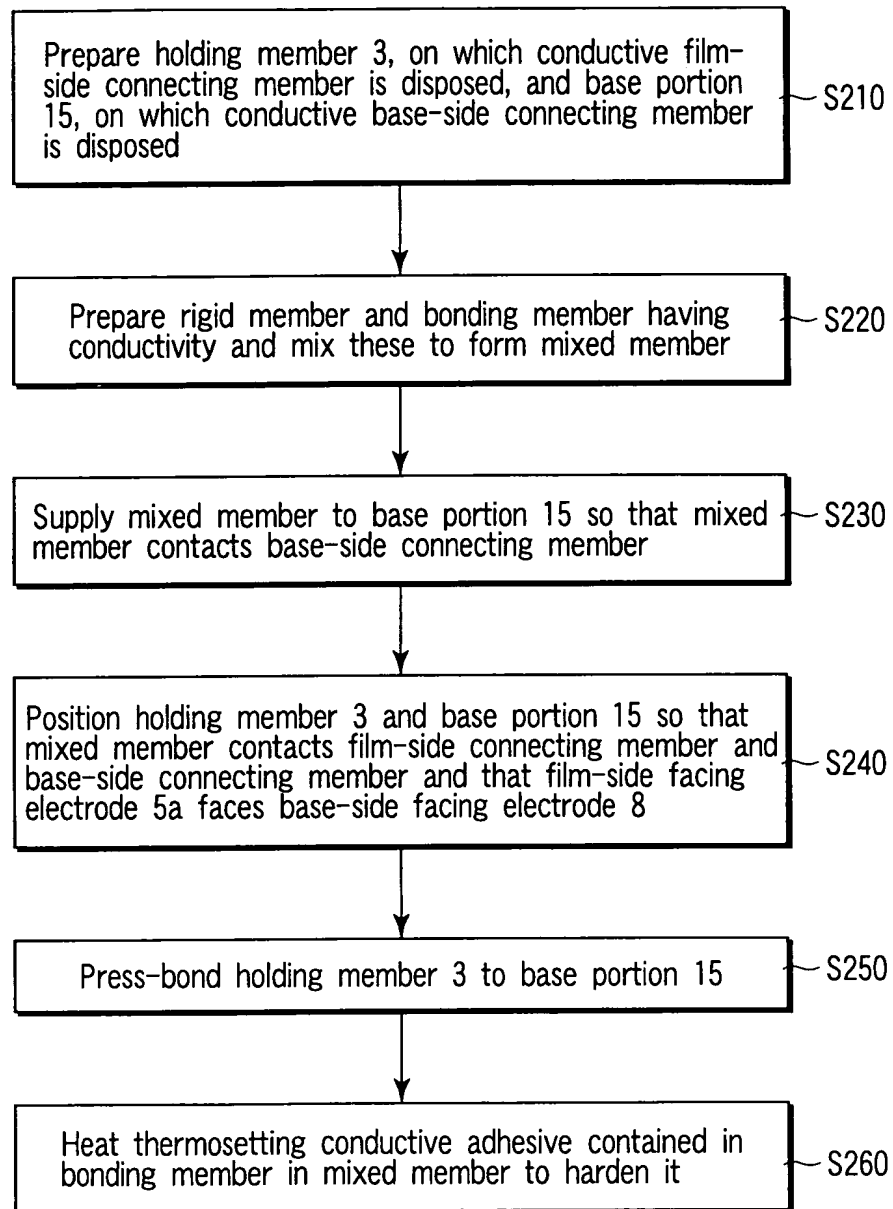 Prepare holding member 3, on which conductive film-
side connecting member is disposed, and base portion
15, on which conductive base-side connecting member
is disposed
S210
Prepare rigid member and bonding member having
conductivity and mix these to form mixed member
S220
Supply mixed member to base portion 15 so that mixed
member contacts base-side connecting member
S230
Position holding member 3 and base portion 15 so that
mixed member contacts film-side connecting member and
base-side connecting member and that film-side facing
electrode 5a faces base-side facing electrode 8
S240
Press-bond holding member 3 to base portion 15
S250
Heat thermosetting conductive adhesive contained in
bonding member in mixed member to harden it
S260